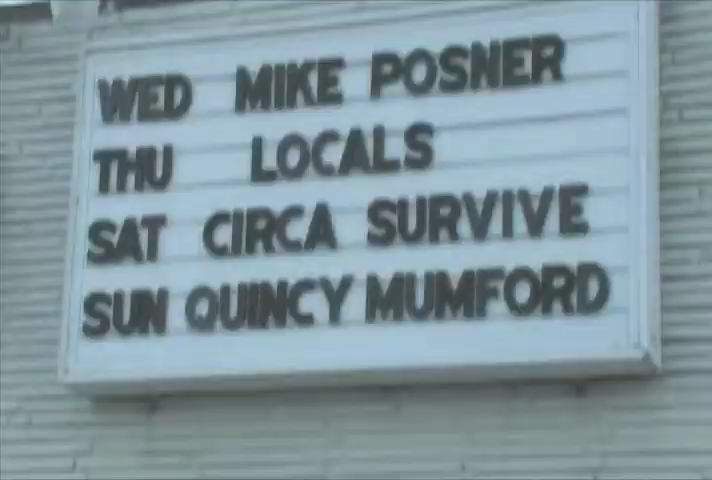 WED MIKE POSNER
THU LOCALS
SAT CIRCA SURVIVE
SUN QUINCY MUMFORD